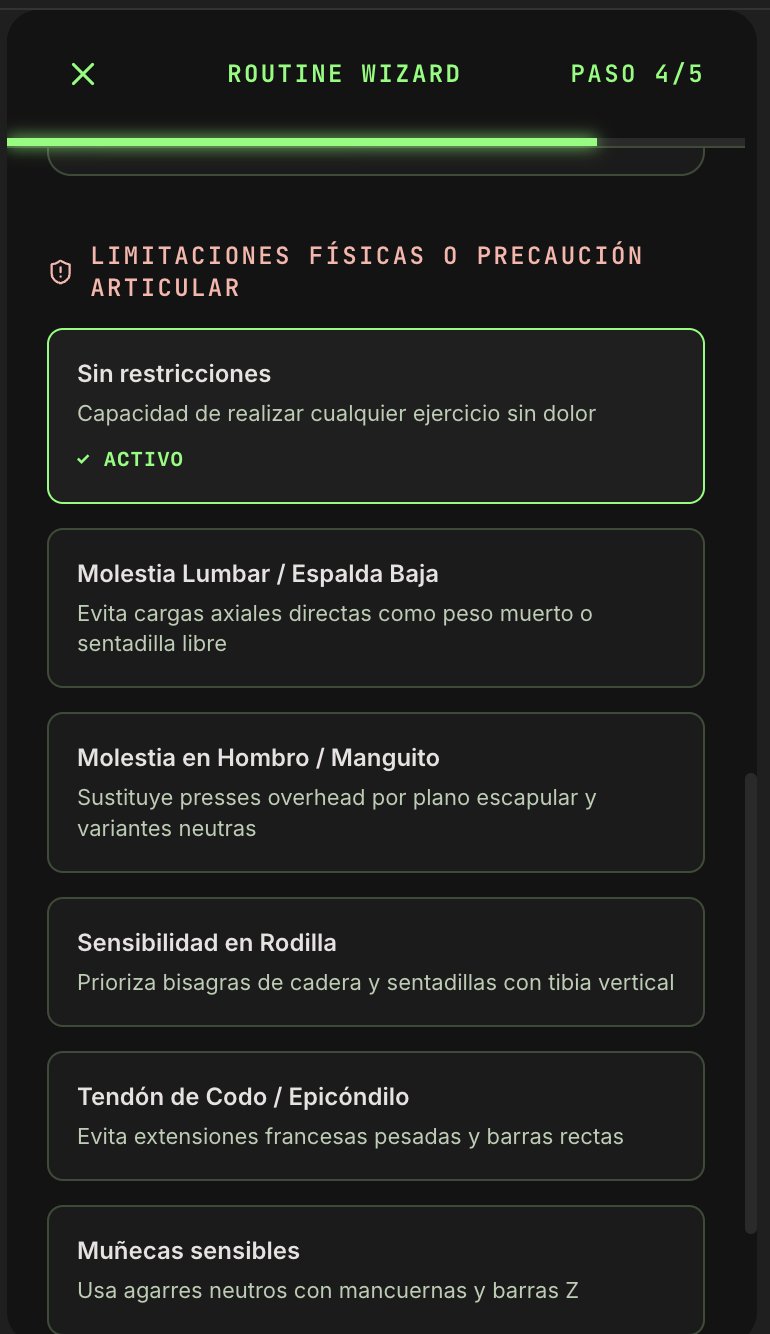 ROUTINE WIZARD
PASO 4/5
LIMITACIONES FÍSICAS O PRECAUCIÓN
ARTICULAR
Sin restricciones
Capacidad de realizar cualquier ejercicio sin dolor
✓ ACTIVO
Molestia Lumbar / Espalda Baja
Evita cargas axiales directas como peso muerto o
sentadilla libre
Molestia en Hombro / Manguito
Sustituye presses overhead por plano escapular y
variantes neutras
Sensibilidad en Rodilla
Prioriza bisagras de cadera y sentadillas con tibia vertical
Tendón de Codo / Epicóndilo
Evita extensiones francesas pesadas y barras rectas
Muñecas sensibles
Usa agarres neutros con mancuernas y barras Z